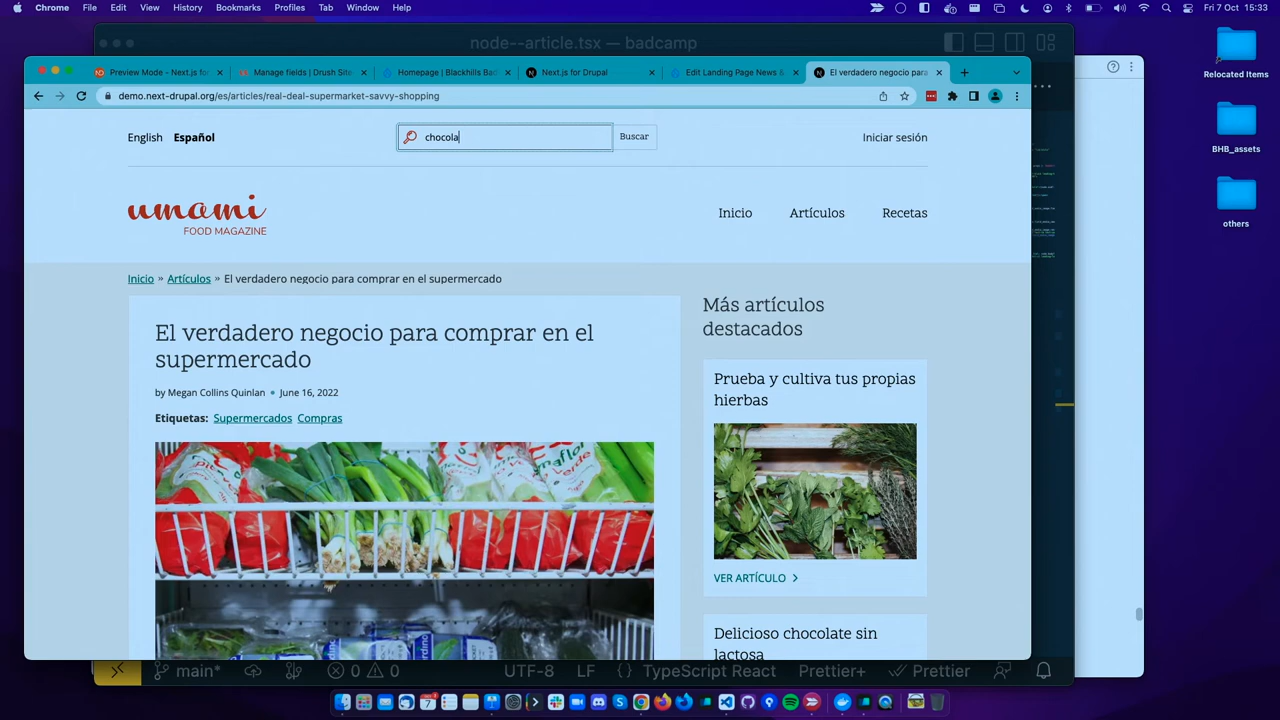 Chrome File Edit View History Bookmarks Profiles Tab Window Help
Fri 7 Oct 15:33
node--article.tsx — badcamp
Relocated Items
BHB_assets
others
Preview Mode - Next.js for
Manage fields | Drush Site
Homepage | Blackhills Bad
Next.js for Drupal
Edit Landing Page News &
El verdadero negocio para
demo.next-drupal.org/es/articles/real-deal-supermarket-savvy-shopping
English Español
chocola
Buscar
Iniciar sesión
umami
FOOD MAGAZINE
Inicio Artículos Recetas
Inicio » Artículos » El verdadero negocio para comprar en el supermercado
El verdadero negocio para comprar en el
supermercado
by Megan Collins Quinlan • June 16, 2022
Etiquetas: Supermercados Compras
Más artículos
destacados
Prueba y cultiva tus propias
hierbas
VER ARTÍCULO
Delicioso chocolate sin
lactosa
main* 0 0 UTF-8 LF {} TypeScript React Prettier+ Prettier